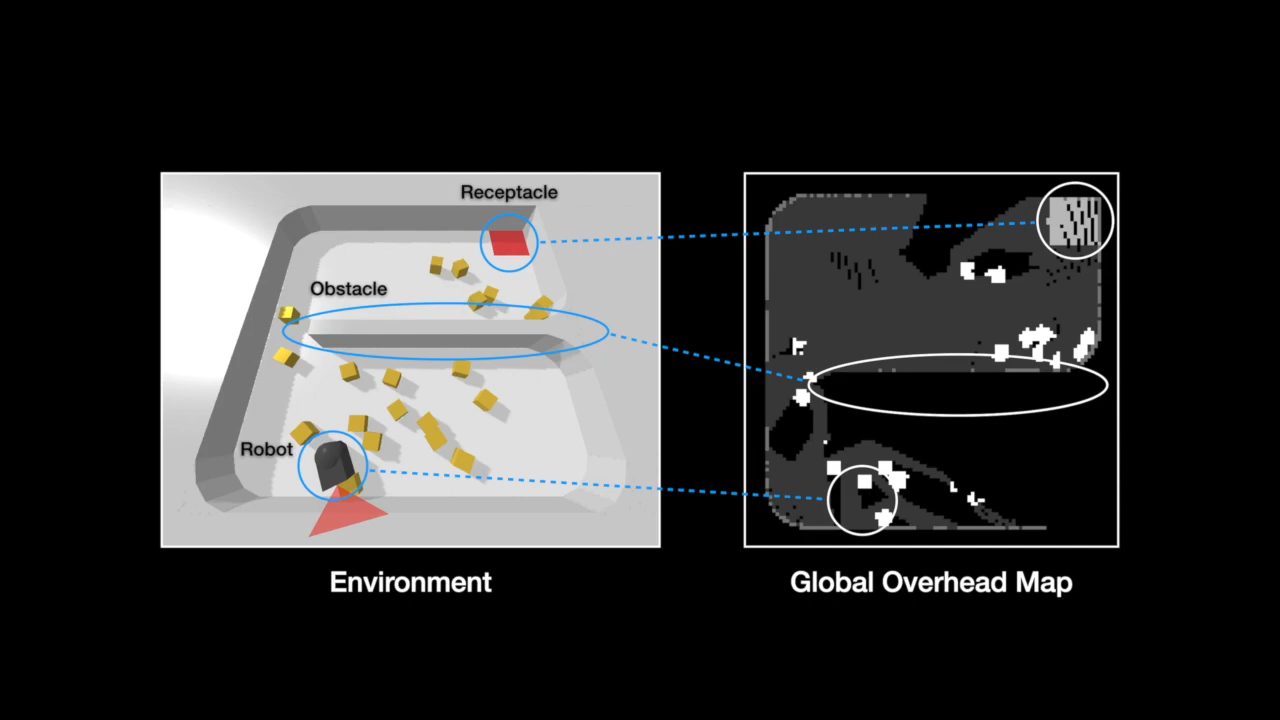 Receptacle
Obstacle
Robot
Environment
Global Overhead Map